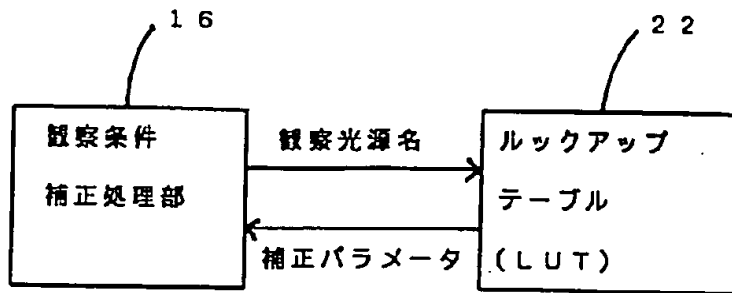 16
22
観察条件
補正処理部
観察光源名
補正パラメータ
ルックアップ
テーブル
(LUT)